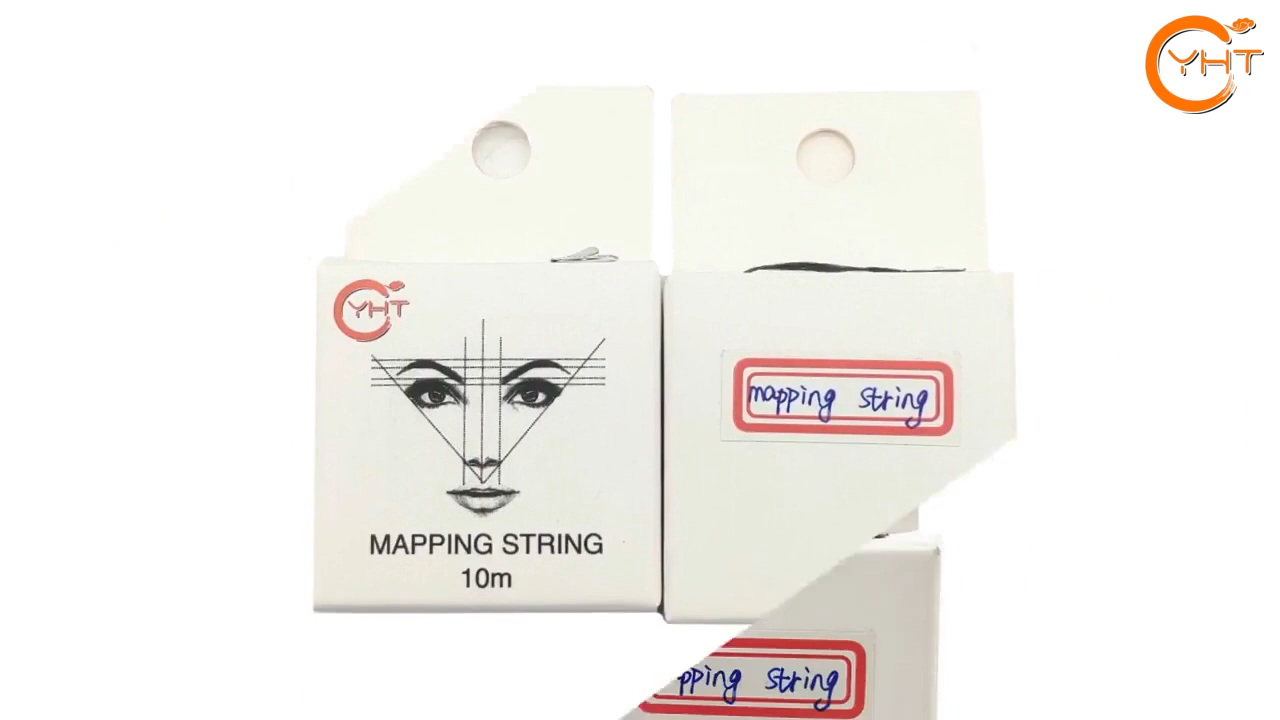 YHT
YHT
mapping string
MAPPING STRING
10m
pping string